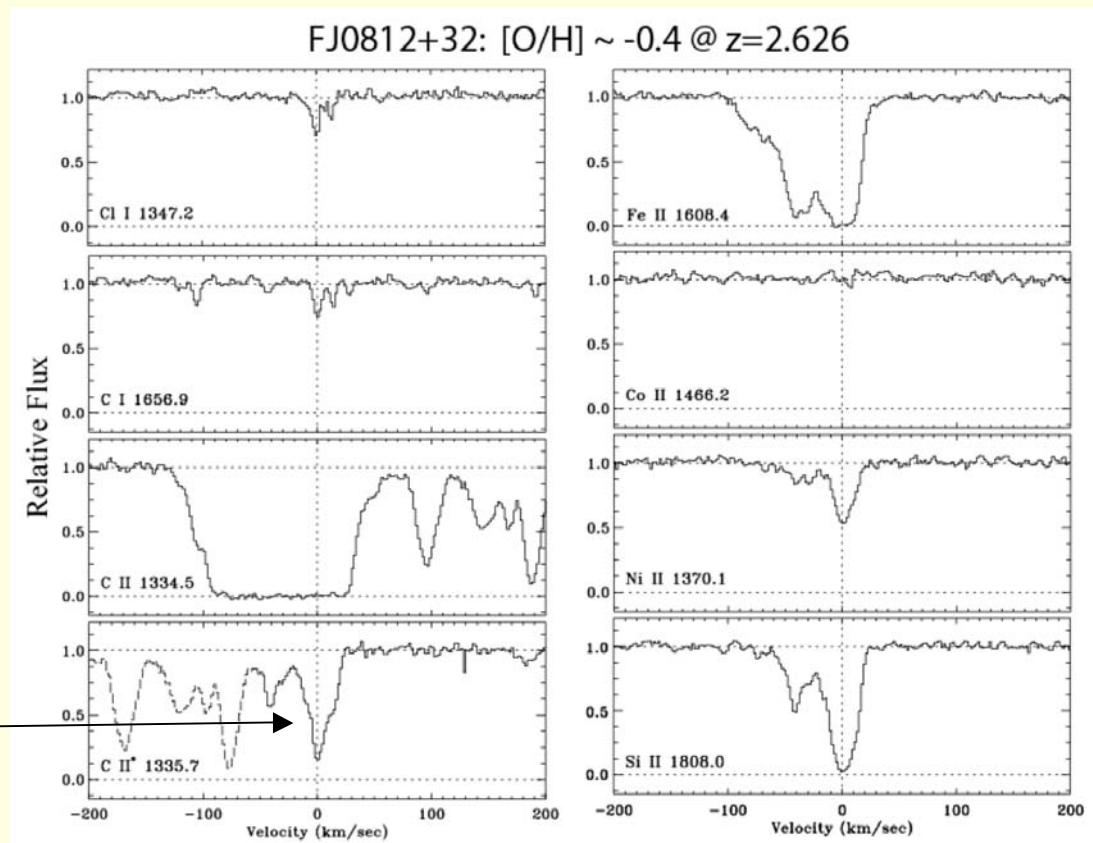 FJ0812+32: [O/H] ~ -0.4 @ z=2.626
Relative Flux
1.0
0.5
0.0
Cl I 1347.2
1.0
0.5
0.0
C I 1656.9
1.0
0.5
0.0
C II 1334.5
1.0
0.5
0.0
C II* 1335.7
-200
-100
0
100
200
Velocity (km/sec)
1.0
0.5
0.0
Fe II 1608.4
1.0
0.5
0.0
Co II 1466.2
1.0
0.5
0.0
Ni II 1370.1
1.0
0.5
0.0
Si II 1808.0
-200
-100
0
100
200
Velocity (km/sec)